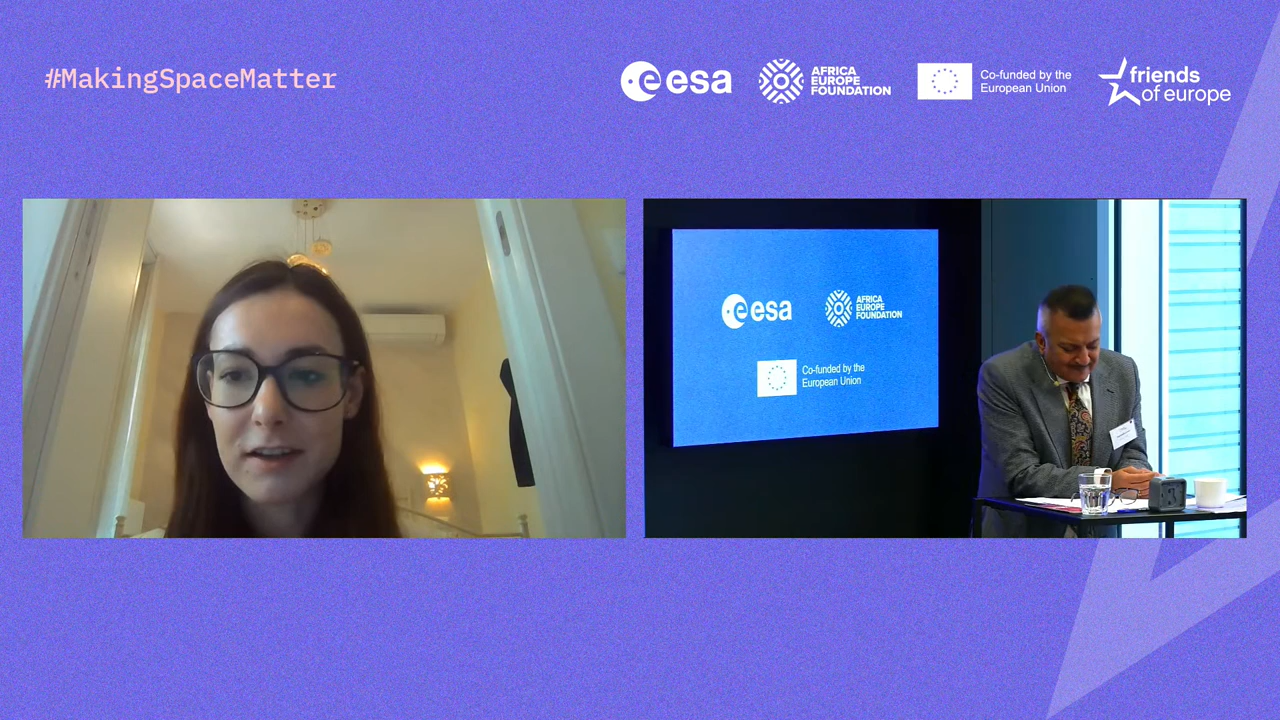 #MakingSpaceMatter
esa
AFRICA
EUROPE
FOUNDATION
Co-funded by the
European Union
friends
of europe
esa
AFRICA
EUROPE
FOUNDATION
Co-funded by the
European Union